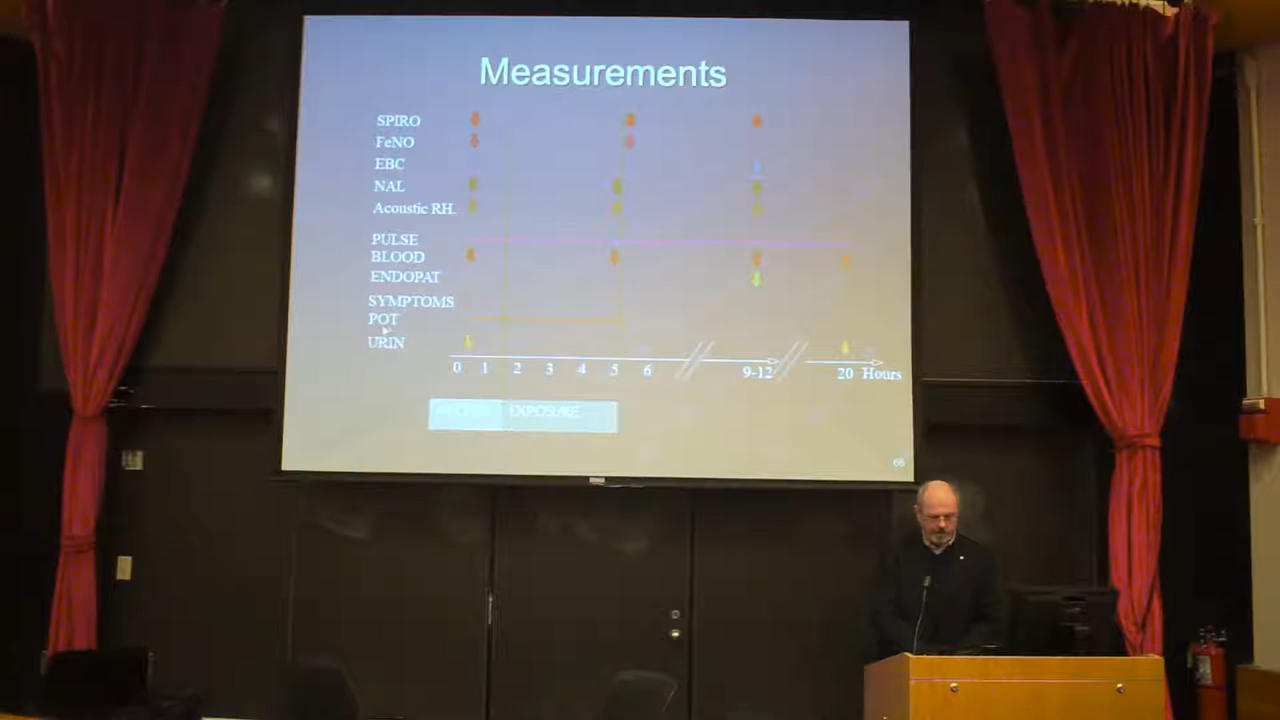 Measurements
SPIRO
FeNO
EBC
NAL
Acoustic RH.
PULSE
BLOOD
ENDOPAT
SYMPTOMS
POT
URIN
0 1 2 3 4 5 6 9-12 20 Hours
EXPOSURE
66